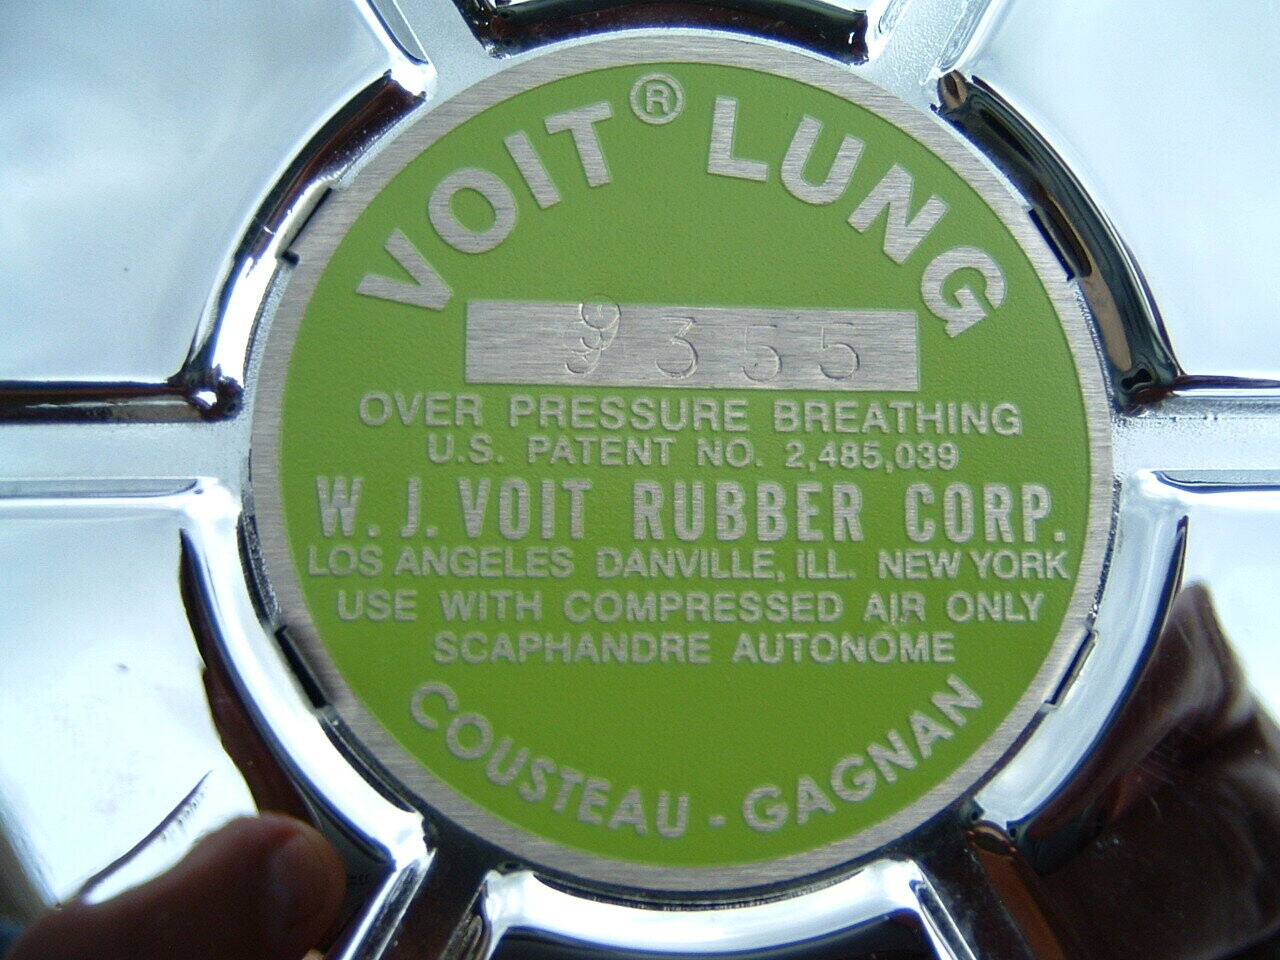 VOIT® LUNG
9355
OVER PRESSURE BREATHING
U.S. PATENT NO. 2,485,039
W. J. VOIT RUBBER CORP.
LOS ANGELES DANVILLE, ILL. NEW YORK
USE WITH COMPRESSED AIR ONLY
SCAPHANDRE AUTONOME
COUSTEAU - GAGNAN